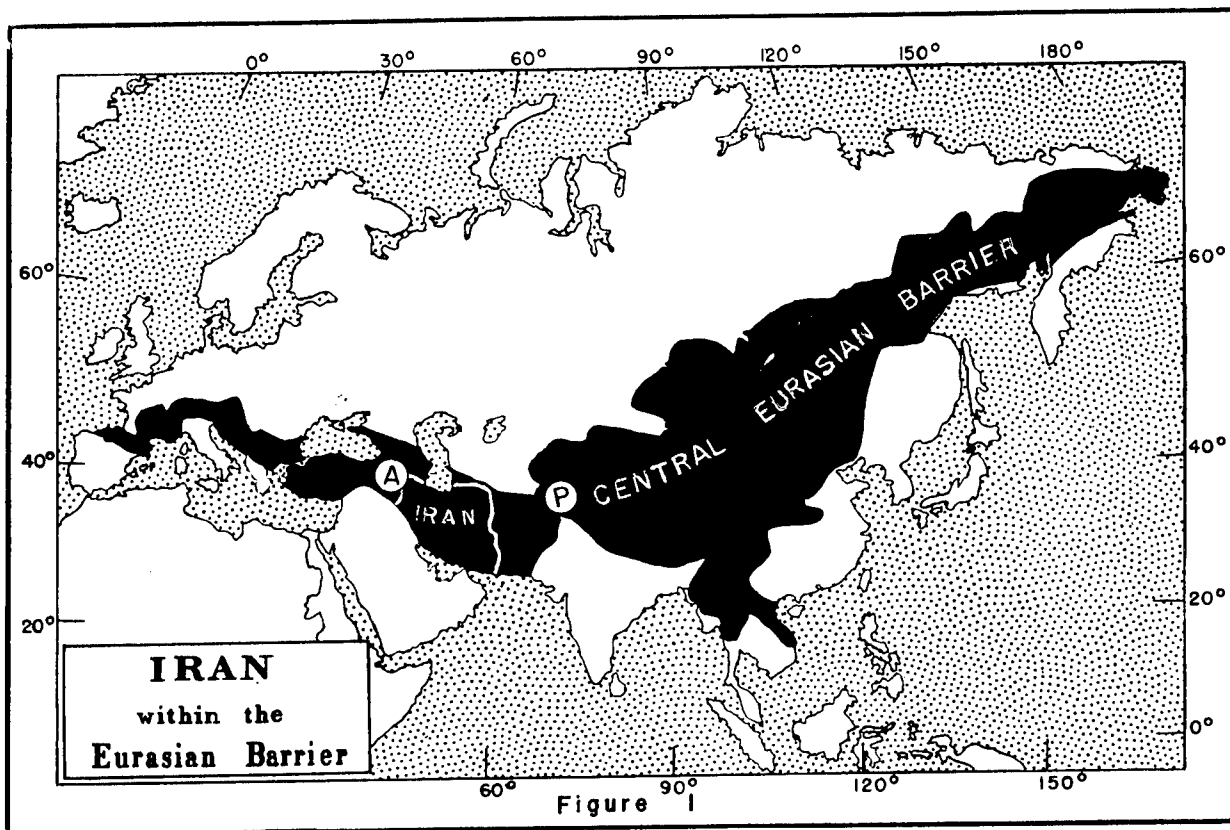 0° 30° 60° 90° 120° 150° 180°
60° 60°
40° 40°
20° 20°
0°
CENTRAL EURASIAN BARRIER
A
P
IRAN
IRAN
within the
Eurasian Barrier
60° 90° 120° 150°
Figure 1